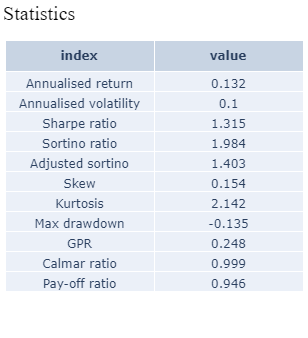 Statistics
index value
Annualised return 0.132
Annualised volatility 0.1
Sharpe ratio 1.315
Sortino ratio 1.984
Adjusted sortino 1.403
Skew 0.154
Kurtosis 2.142
Max drawdown -0.135
GPR 0.248
Calmar ratio 0.999
Pay-off ratio 0.946